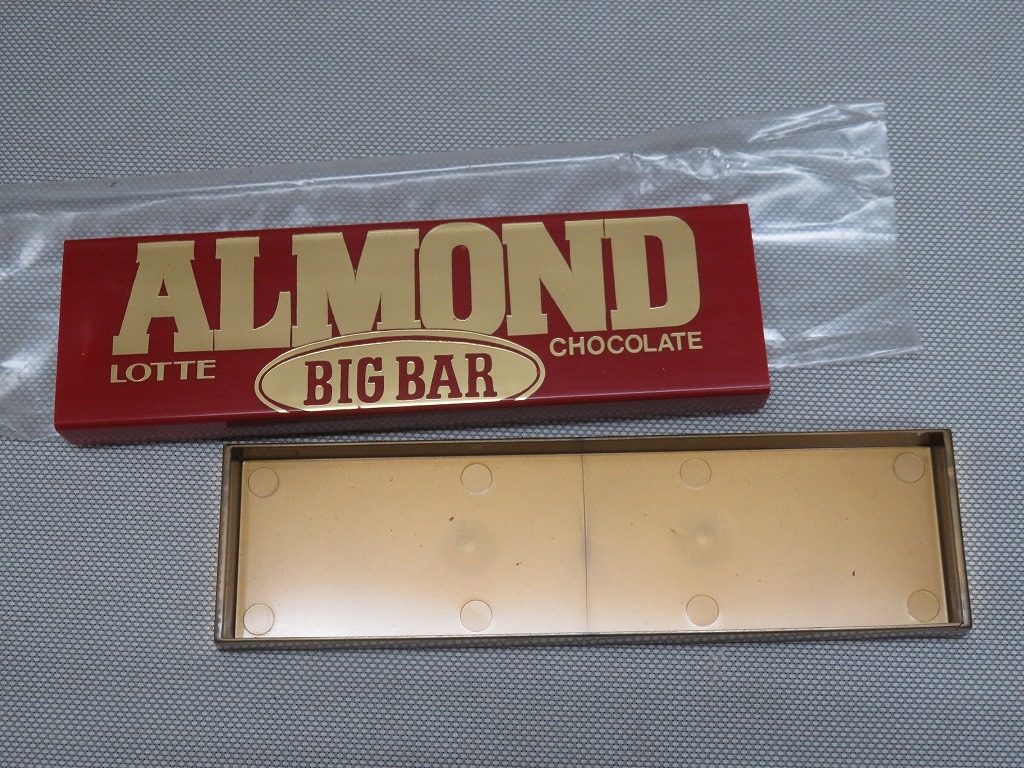 ALMOND
LOTTE
CHOCOLATE
BIG BAR